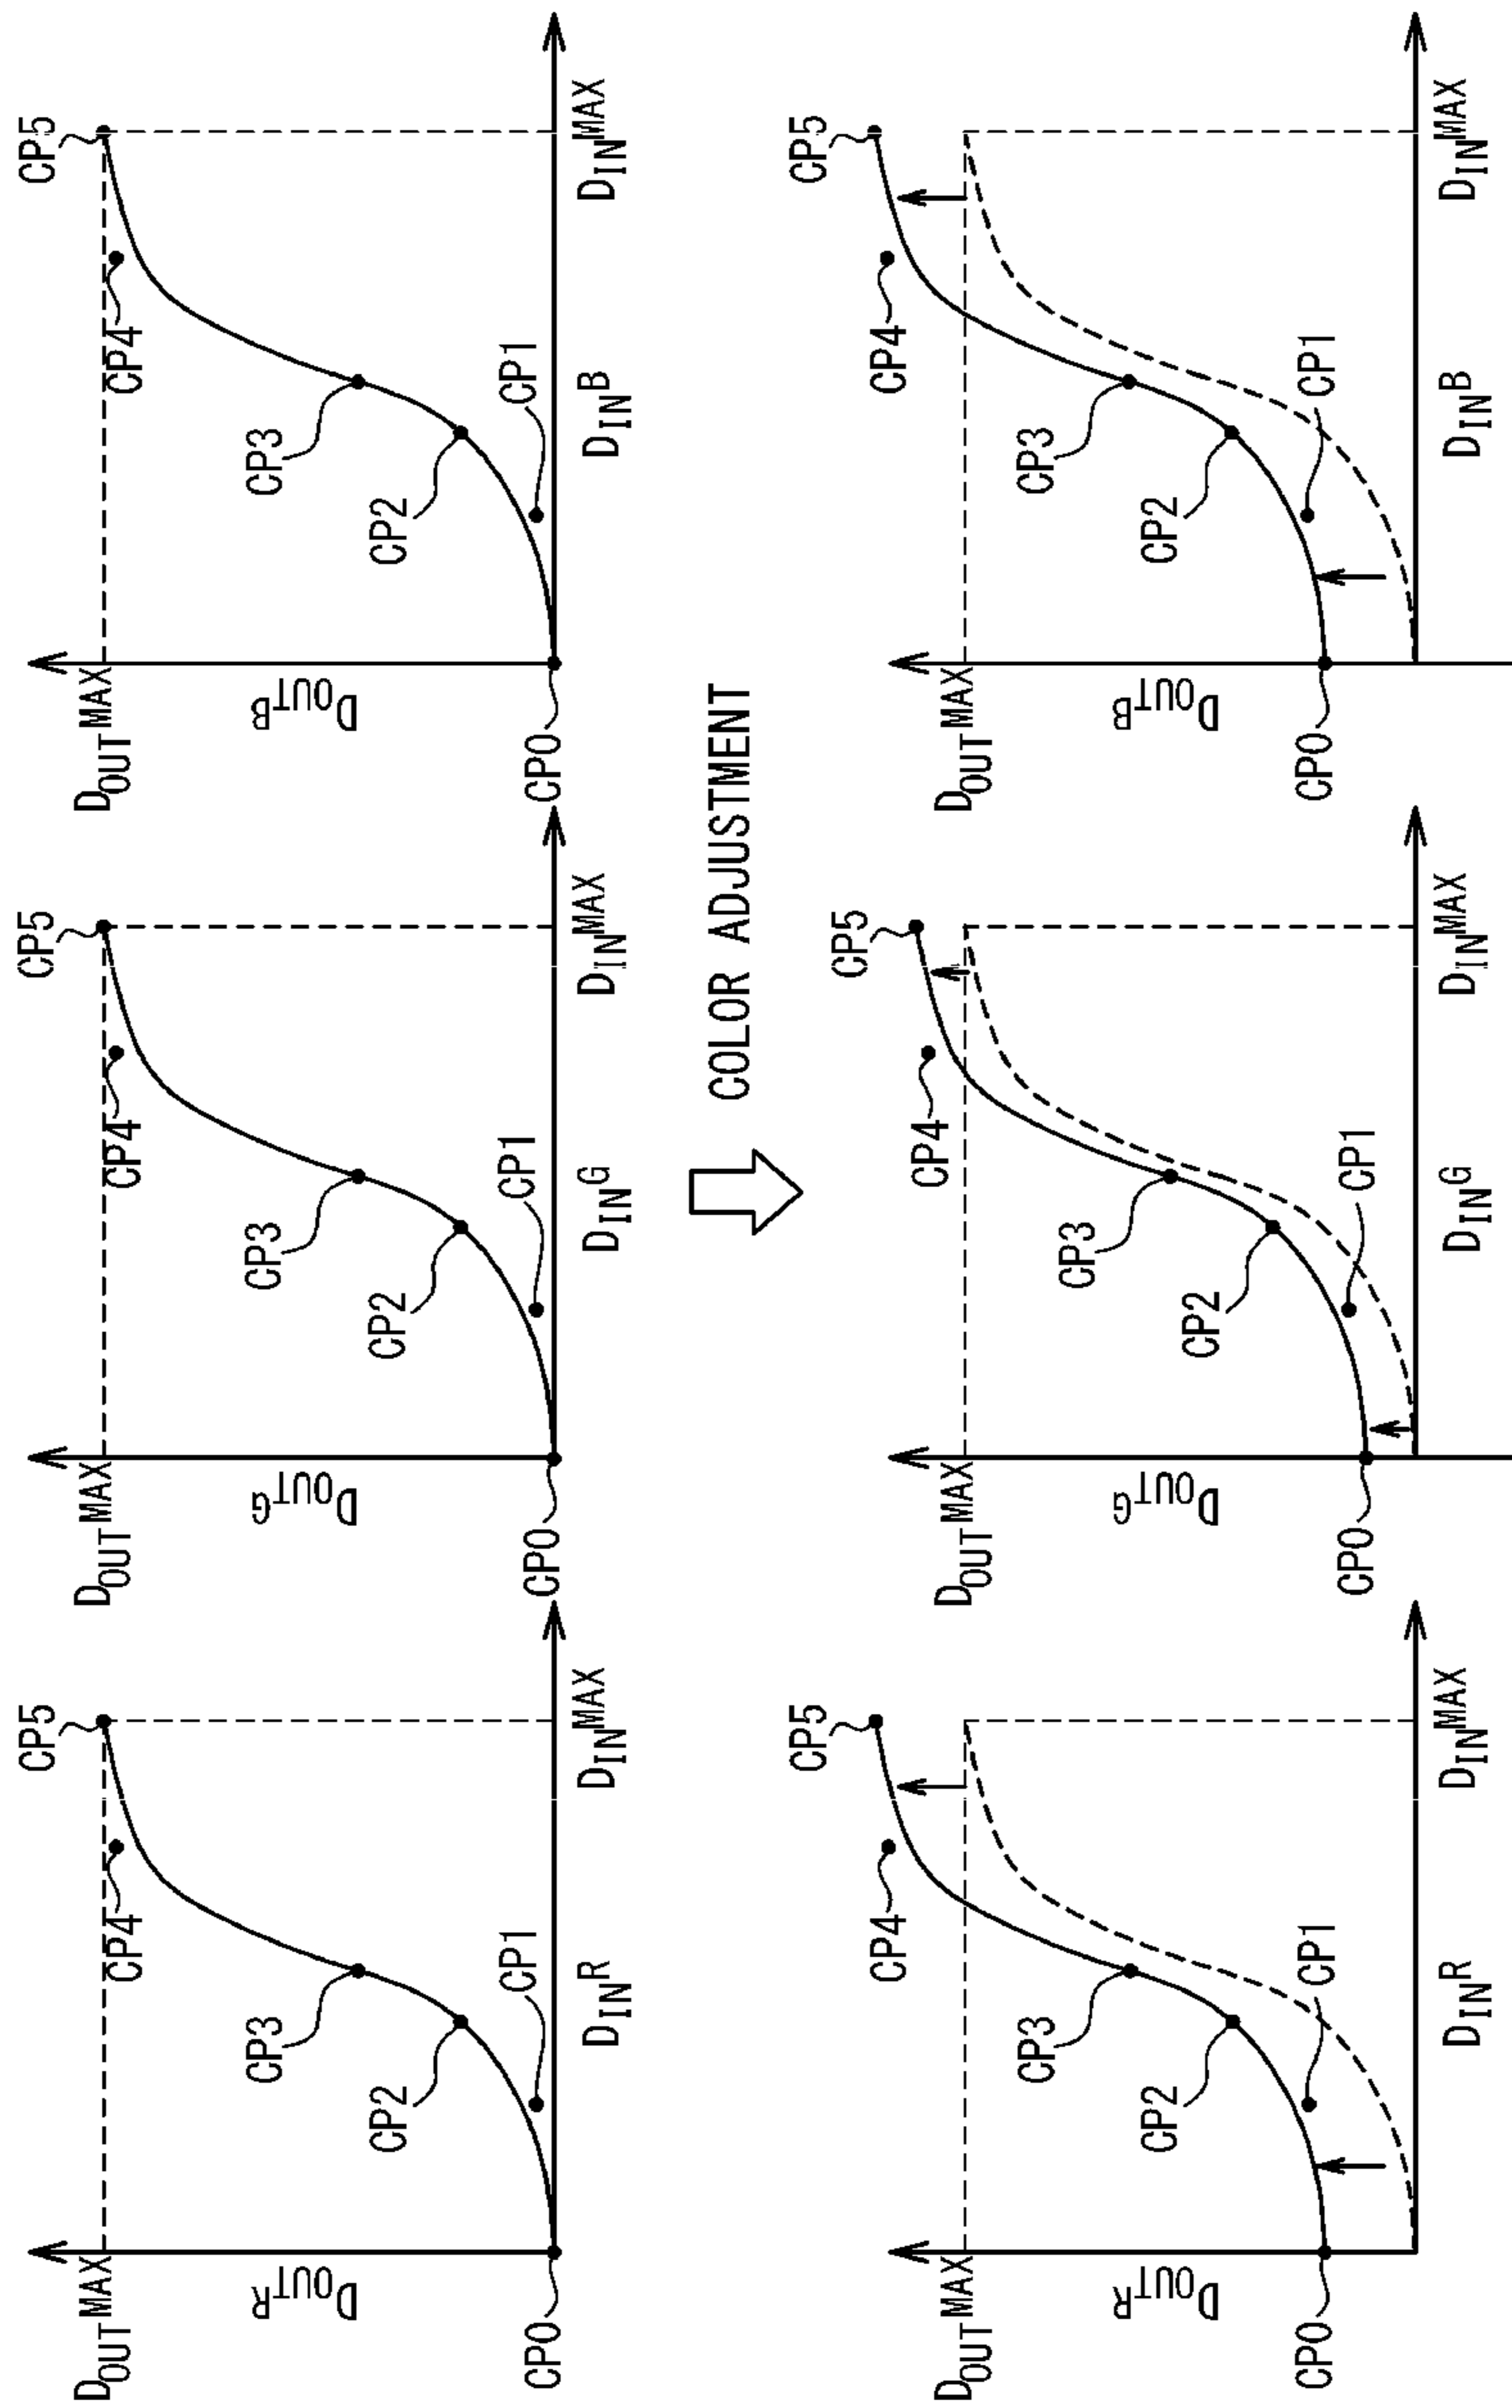 CP5
D_OUT^MAX
CP4
CP3
D_OUT^R
CP2
CP1
CP0
D_IN^R
D_IN^MAX
CP5
D_OUT^MAX
CP4
CP3
D_OUT^G
CP2
CP1
CP0
D_IN^G
D_IN^MAX
CP5
D_OUT^MAX
CP4
CP3
D_OUT^B
CP2
CP1
CP0
D_IN^B
D_IN^MAX
COLOR ADJUSTMENT
CP5
CP4
D_OUT^MAX
CP3
D_OUT^R
CP2
CP1
CP0
D_IN^R
D_IN^MAX
CP5
CP4
D_OUT^MAX
CP3
D_OUT^G
CP2
CP1
CP0
D_IN^G
D_IN^MAX
CP5
CP4
D_OUT^MAX
CP3
D_OUT^B
CP2
CP1
CP0
D_IN^B
D_IN^MAX